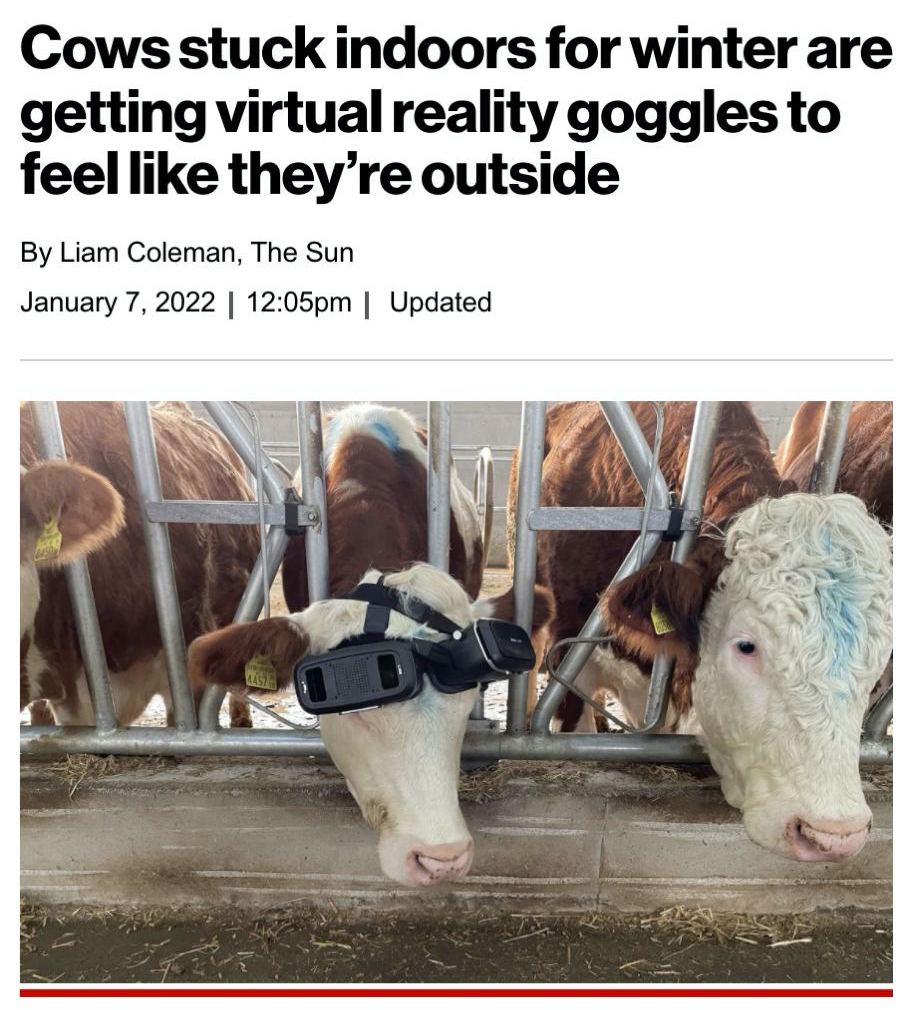 Cows stuck indoors for winter are
getting virtual reality goggles to
feel like they’re outside
By Liam Coleman, The Sun
January 7, 2022 | 12:05pm | Updated
4457